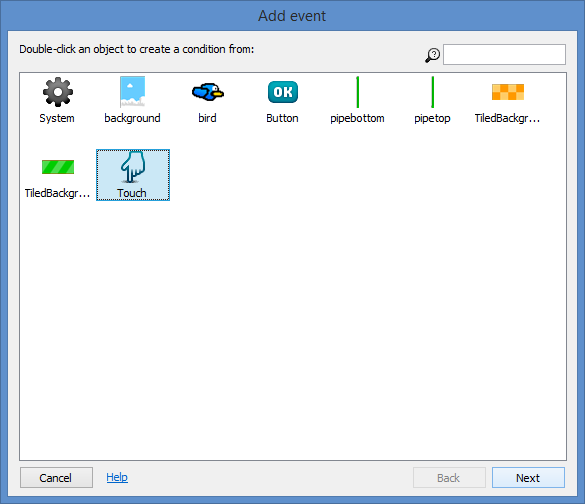 Add event
Double-click an object to create a condition from:
System background bird Button pipebottom pipetop TiledBackgr...
TiledBackgr... Touch
Cancel Help Back Next